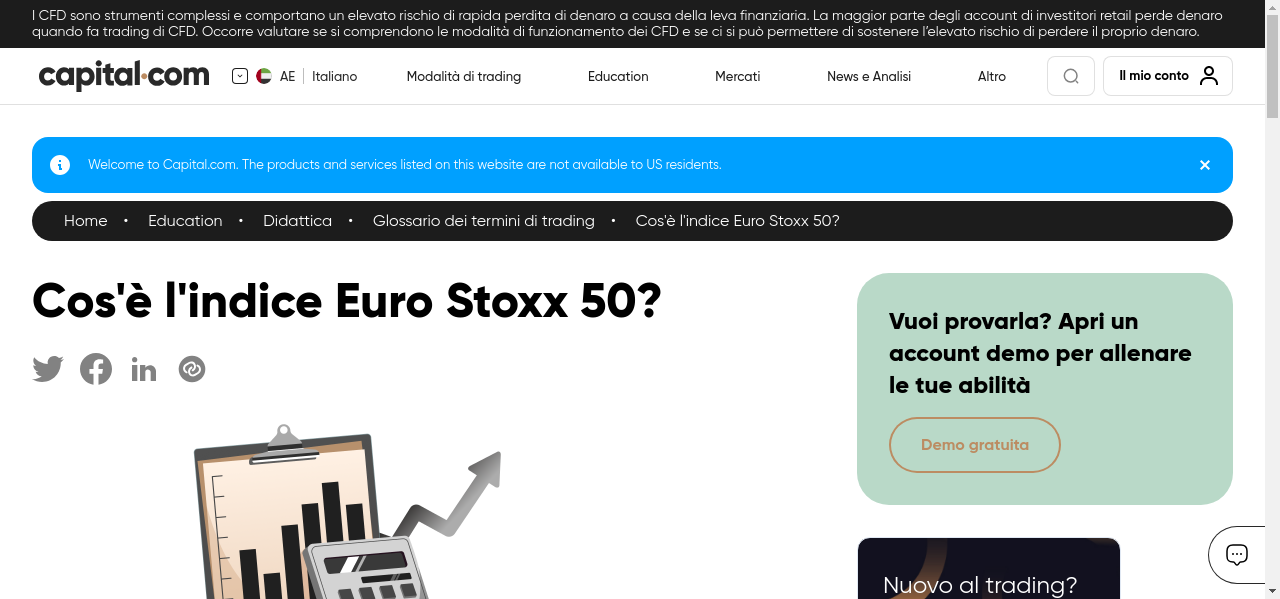 I CFD sono strumenti complessi e comportano un elevato rischio di rapida perdita di denaro a causa della leva finanziaria. La maggior parte degli account di investitori retail perde denaro
quando fa trading di CFD. Occorre valutare se si comprendono le modalità di funzionamento dei CFD e se ci si può permettere di sostenere l’elevato rischio di perdere il proprio denaro.
capital.com
AE Italiano
Modalità di trading
Education
Mercati
News e Analisi
Altro
Il mio conto
Welcome to Capital.com. The products and services listed on this website are not available to US residents.
Home • Education • Didattica • Glossario dei termini di trading • Cos'è l'indice Euro Stoxx 50?
Cos'è l'indice Euro Stoxx 50?
Vuoi provarla? Apri un
account demo per allenare
le tue abilità
Demo gratuita
Nuovo al trading?